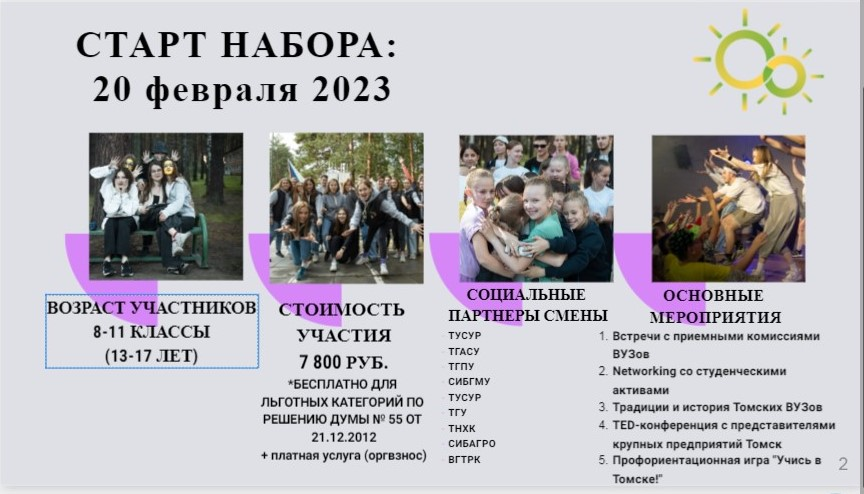 СТАРТ НАБОРА:
20 февраля 2023
ВОЗРАСТ УЧАСТНИКОВ
8-11 КЛАССЫ
(13-17 ЛЕТ)
СТОИМОСТЬ
УЧАСТИЯ
7 800 РУБ.
*БЕСПЛАТНО ДЛЯ
ЛЬГОТНЫХ КАТЕГОРИЙ ПО
РЕШЕНИЮ ДУМЫ № 55 ОТ
21.12.2012
+ платная услуга (оргвзнос)
СОЦИАЛЬНЫЕ
ПАРТНЕРЫ СМЕНЫ
ТУСУР
ТГАСУ
ТГПУ
СИБГМУ
ТУСУР
ТГУ
ТНХК
СИБАГРО
ВГТРК
ОСНОВНЫЕ
МЕРОПРИЯТИЯ
1. Встречи с приемными комиссиями
ВУЗов
2. Networking со студенческими
активами
3. Традиции и история Томских ВУЗов
4. TED-конференция с представителями
крупных предприятий Томск
5. Профориентационная игра "Учись в
Томске!"
2